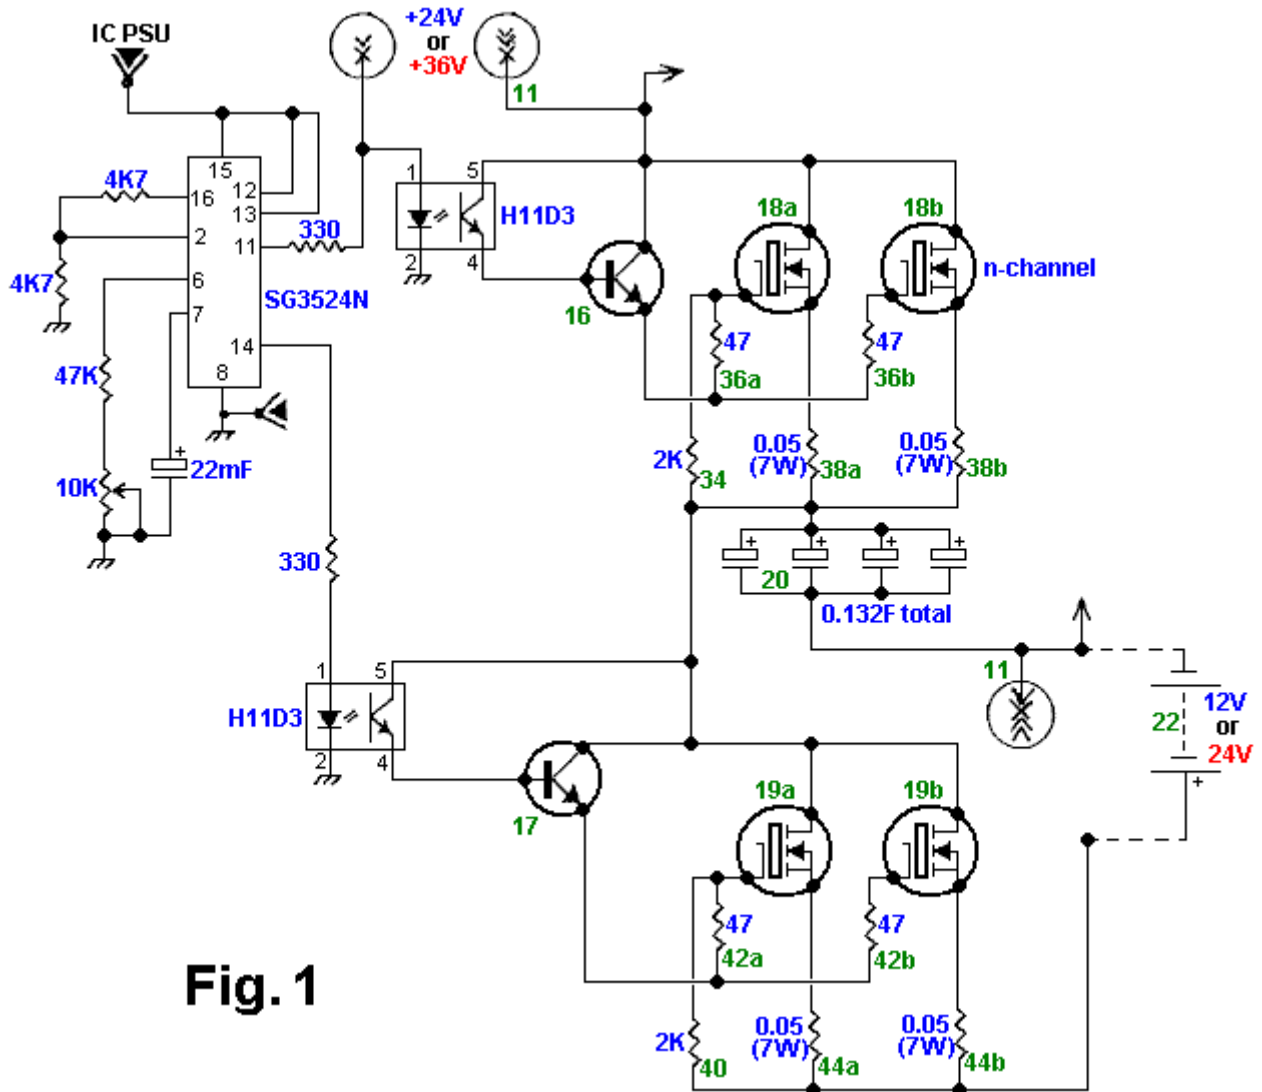 IC PSU
+24V
or
+36V
11
15
12
13
16
2
6
7
11
14
8
4K7
4K7
330
SG3524N
47K
10K
22mF
330
1
5
2
4
H11D3
16
18a
18b
n-channel
47
36a
47
36b
2K
34
0.05
(7W)
38a
0.05
(7W)
38b
+
+
+
+
+
20
0.132F total
11
12V
or
24V
22
+
1
5
2
4
H11D3
17
19a
19b
47
42a
47
42b
2K
40
0.05
(7W)
44a
0.05
(7W)
44b
Fig. 1